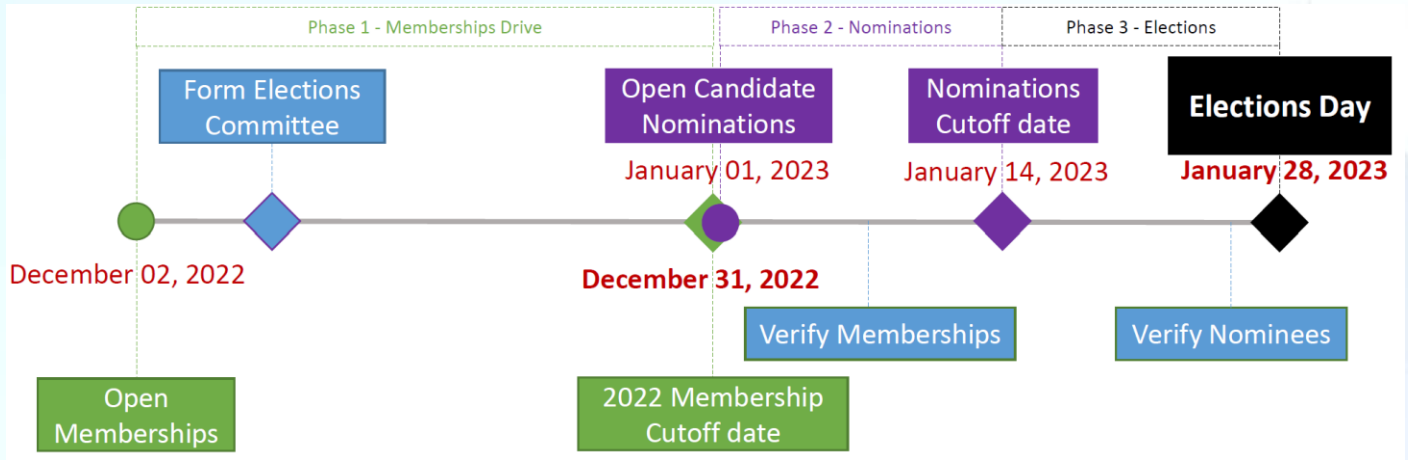 Phase 1 - Memberships Drive
Phase 2 - Nominations
Phase 3 - Elections
Form Elections
Committee
Open Candidate
Nominations
January 01, 2023
Nominations
Cutoff date
January 14, 2023
Elections Day
January 28, 2023
December 02, 2022
December 31, 2022
Verify Memberships
Verify Nominees
Open
Memberships
2022 Membership
Cutoff date